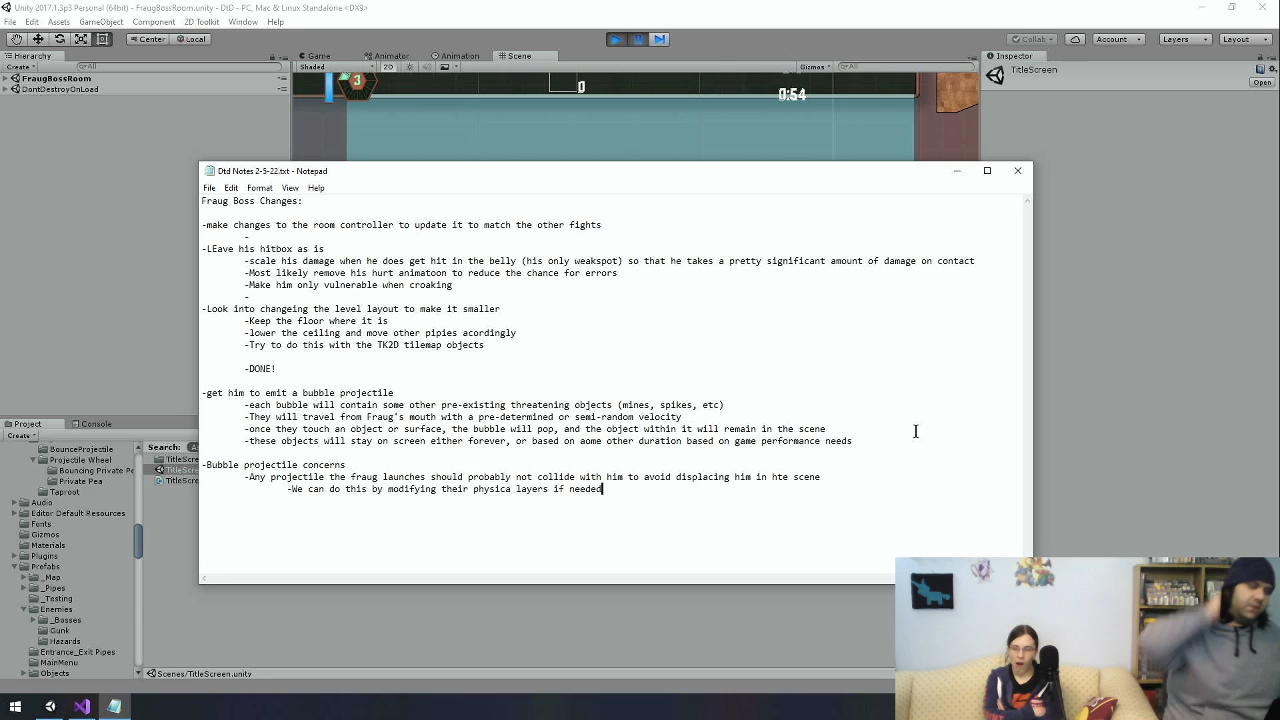 Unity 2017.1.3p3 Personal (64bit) - FraugBossRoom.unity - DtD - PC, Mac & Linux Standalone <DX9>
File Edit Assets GameObject Component 2D Toolkit Window Help
Center Local Collab Account Layers Layout
Hierarchy Game Animator Animation Scene Inspector
Create All Shaded 2D Gizmos All TitleScreen
FraugBossRoom Open
DontDestroyOnLoad
3 0 0:54
Dtd Notes 2-5-22.txt - Notepad
File Edit Format View Help
Fraug Boss Changes:
-make changes to the room controller to update it to match the other fights
-
-LEave his hitbox as is
-scale his damage when he does get hit in the belly (his only weakspot) so that he takes a pretty significant amount of damage on contact
-Most likely remove his hurt animatoon to reduce the chance for errors
-Make him only vulnerable when croaking
-
-Look into changeing the level layout to make it smaller
-Keep the floor where it is
-lower the ceiling and move other pipies acordingly
-Try to do this with the TK2D tilemap objects
-DONE!
-get him to emit a bubble projectile
-each bubble will contain some other pre-existing threatening objects (mines, spikes, etc)
-They will travel from Fraug's mouth with a pre-determined or semi-random velocity
-once they touch an object or surface, the bubble will pop, and the object within it will remain in the scene
-these objects will stay on screen either forever, or based on aome other duration based on game performance needs
-Bubble projectile concerns
-Any projectile the fraug launches should probably not collide with him to avoid displacing him in hte scene
-We can do this by modifying their physica layers if needed
Project Console
Create Search:
BounceProjectile TitleScre
Projectile Wheel TitleScre
Bouncing Private Pe TitleScre
Private Pea
Taproot
Audio
Editor Default Resources
Fonts
Gizmos
Materials
Plugins
Prefabs
_Map
_Pipes
_Testing
Enemies
_Bosses
Gunk
Hazards
Entrance_Exit Pipes
MainMenu
Objects
Scenes/TitleScreen.unity